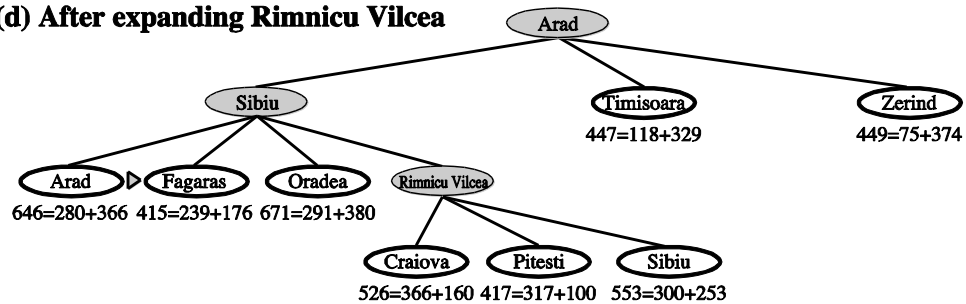 (d) After expanding Rimnicu Vilcea
Arad
Sibiu
Timisoara
Zerind
447=118+329
449=75+374
Arad
Fagaras
Oradea
Rimnicu Vilcea
646=280+366
415=239+176
671=291+380
Craiova
Pitesti
Sibiu
526=366+160
417=317+100
553=300+253